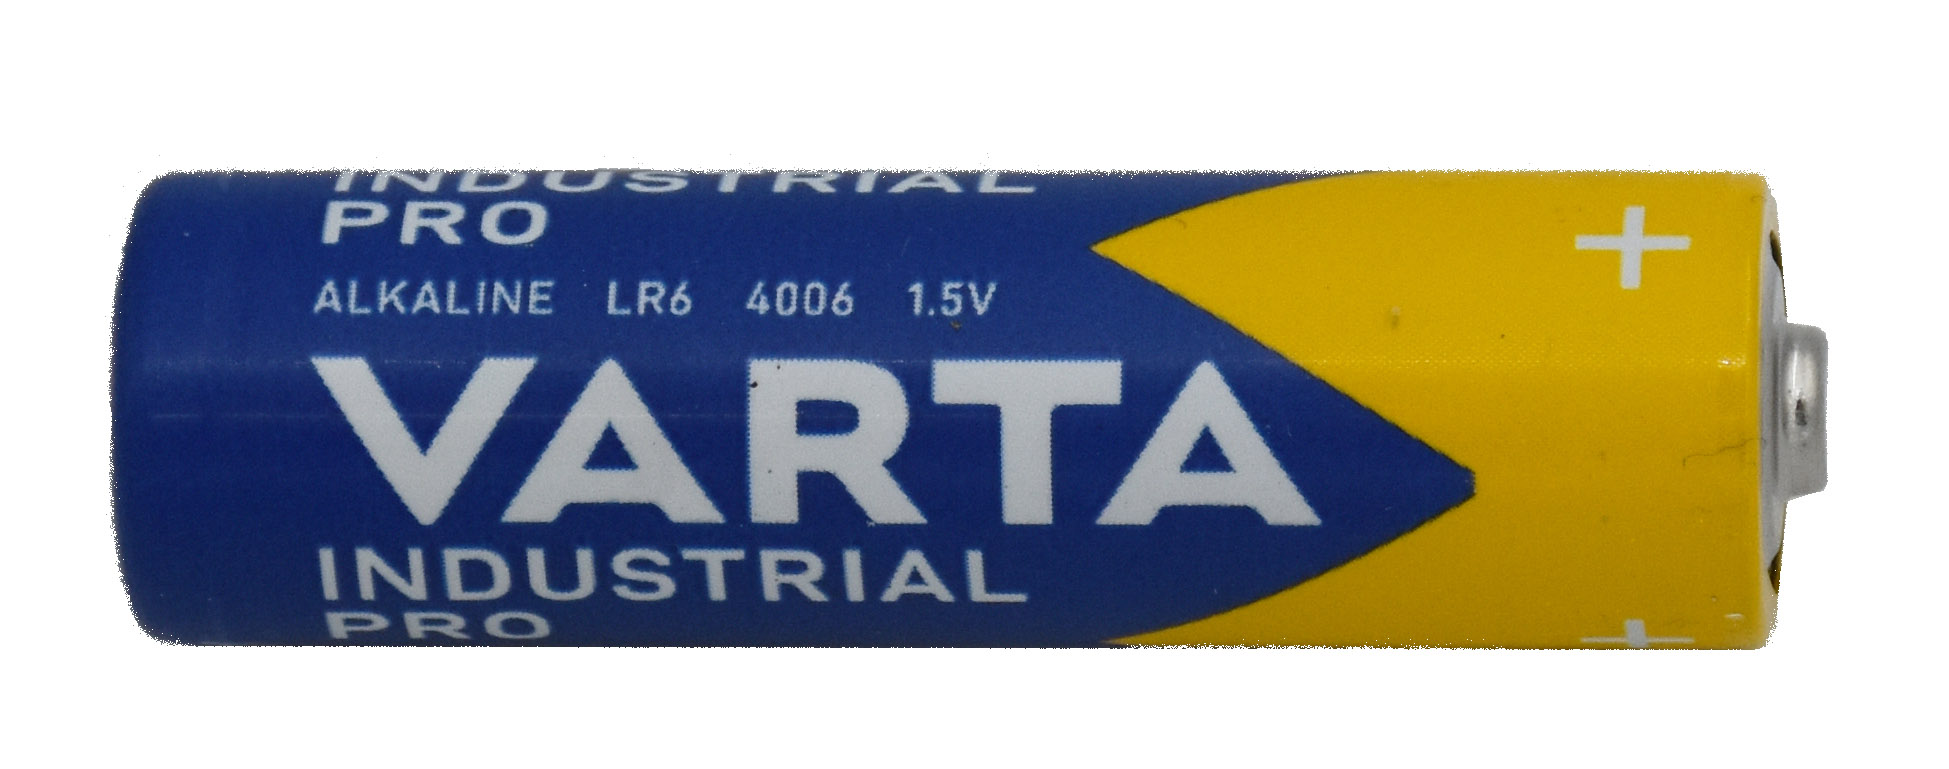 INDUSTRIAL
PRO
ALKALINE LR6 4006 1.5V
VARTA
INDUSTRIAL
PRO
+
+